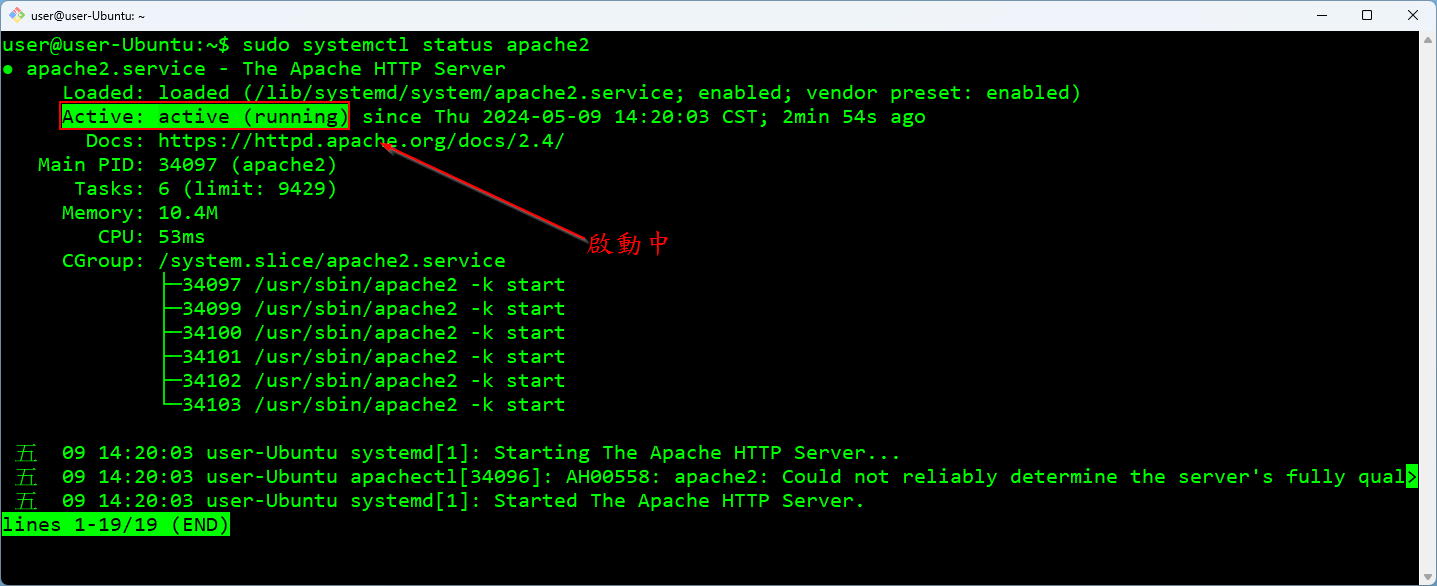 user@user-Ubuntu: ~
user@user-Ubuntu:~$ sudo systemctl status apache2
● apache2.service - The Apache HTTP Server
Loaded: loaded (/lib/systemd/system/apache2.service; enabled; vendor preset: enabled)
Active: active (running) since Thu 2024-05-09 14:20:03 CST; 2min 54s ago
Docs: https://httpd.apache.org/docs/2.4/
Main PID: 34097 (apache2)
Tasks: 6 (limit: 9429)
Memory: 10.4M
啟動中
CPU: 53ms
CGroup: /system.slice/apache2.service
├─34097 /usr/sbin/apache2 -k start
├─34099 /usr/sbin/apache2 -k start
├─34100 /usr/sbin/apache2 -k start
├─34101 /usr/sbin/apache2 -k start
├─34102 /usr/sbin/apache2 -k start
└─34103 /usr/sbin/apache2 -k start
五 09 14:20:03 user-Ubuntu systemd[1]: Starting The Apache HTTP Server...
五 09 14:20:03 user-Ubuntu apachectl[34096]: AH00558: apache2: Could not reliably determine the server's fully qual>
五 09 14:20:03 user-Ubuntu systemd[1]: Started The Apache HTTP Server.
lines 1-19/19 (END)